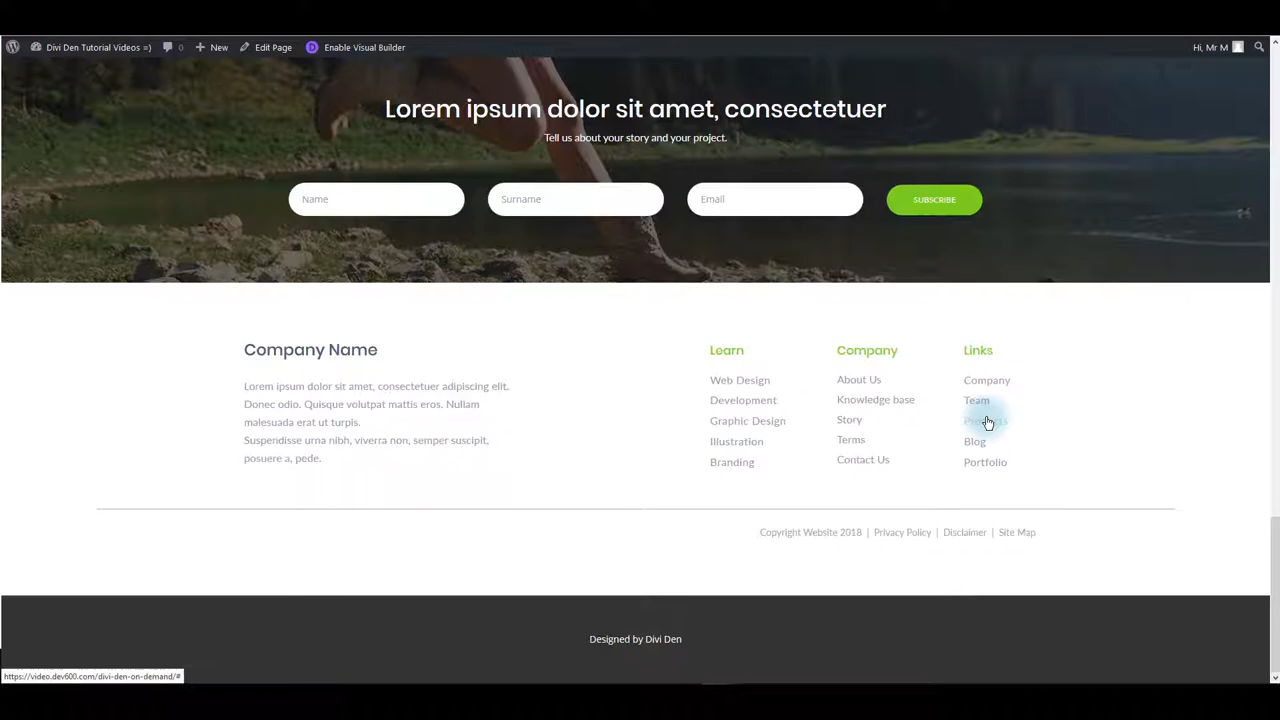 Divi Den Tutorial Videos =) 0 New Edit Page Enable Visual Builder Hi, Mr M
Lorem ipsum dolor sit amet, consectetuer
Tell us about your story and your project.
Name Surname Email SUBSCRIBE
Company Name
Lorem ipsum dolor sit amet, consectetuer adipiscing elit.
Donec odio. Quisque volutpat mattis eros. Nullam
malesuada erat ut turpis.
Suspendisse urna nibh, viverra non, semper suscipit,
posuere a, pede.
Learn
Web Design
Development
Graphic Design
Illustration
Branding
Company
About Us
Knowledge base
Story
Terms
Contact Us
Links
Company
Team
Blog
Portfolio
Copyright Website 2018 | Privacy Policy | Disclaimer | Site Map
Designed by Divi Den
https://video.dev600.com/divi-den-on-demand/#